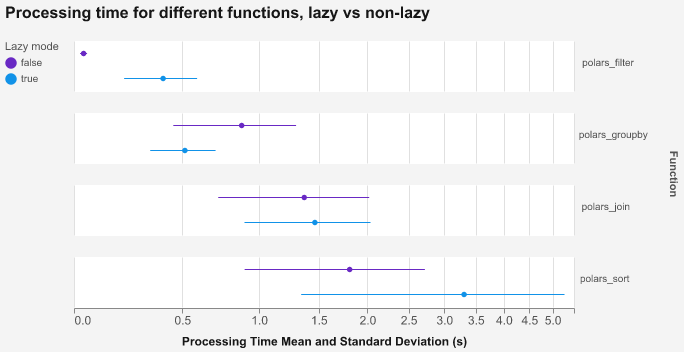 Processing time for different functions, lazy vs non-lazy
Lazy mode
false
true
polars_filter
polars_groupby
polars_join
polars_sort
Function
0.0 0.5 1.0 1.5 2.0 2.5 3.0 3.5 4.0 4.5 5.0
Processing Time Mean and Standard Deviation (s)